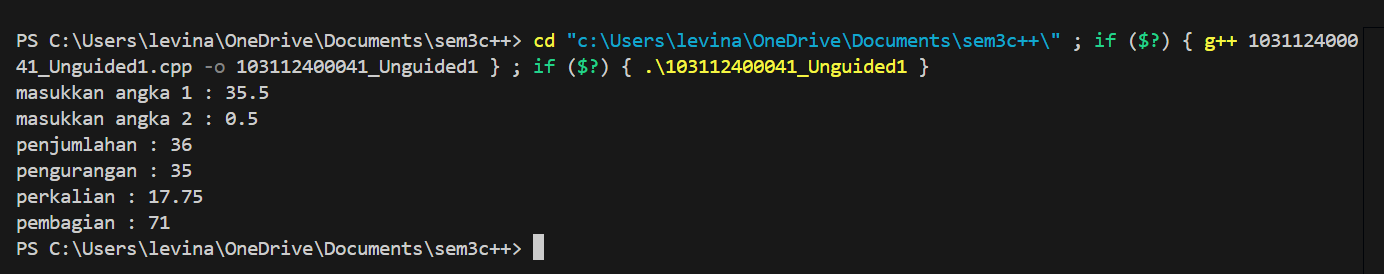 PS C:\Users\levina\OneDrive\Documents\sem3c++> cd "c:\Users\levina\OneDrive\Documents\sem3c++\" ; if ($?) { g++ 1031124000
41_Unguided1.cpp -o 103112400041_Unguided1 } ; if ($?) { .\103112400041_Unguided1 }
masukkan angka 1 : 35.5
masukkan angka 2 : 0.5
penjumlahan : 36
pengurangan : 35
perkalian : 17.75
pembagian : 71
PS C:\Users\levina\OneDrive\Documents\sem3c++>